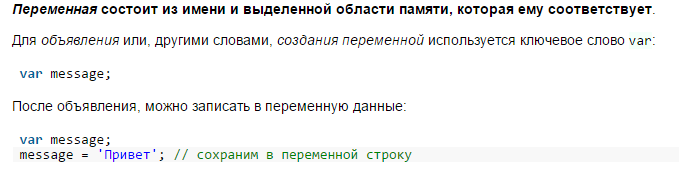 Переменная состоит из имени и выделенной области памяти, которая ему соответствует.
Для объявления или, другими словами, создания переменной используется ключевое слово var:
var message;
После объявления, можно записать в переменную данные:
var message;
message = 'Привет'; // сохраним в переменной строку